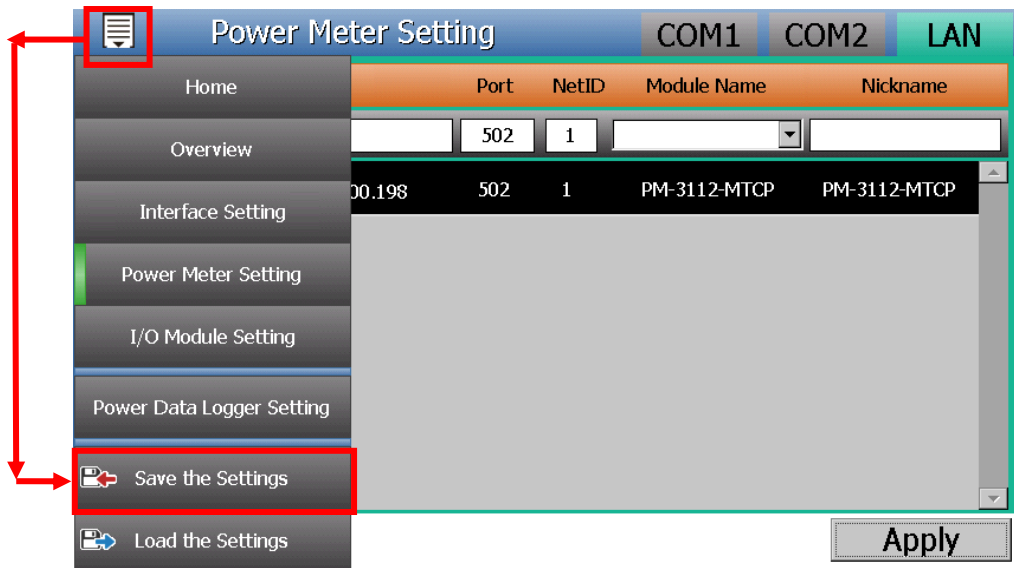 Power Meter Setting COM1 COM2 LAN
Home Port NetID Module Name Nickname
Overview 502 1
00.198 502 1 PM-3112-MTCP PM-3112-MTCP
Interface Setting
Power Meter Setting
I/O Module Setting
Power Data Logger Setting
Save the Settings
Load the Settings Apply